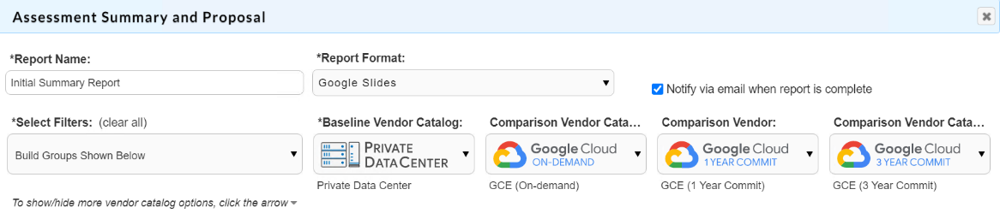 Assessment Summary and Proposal
*Report Name:
*Report Format:
Initial Summary Report
Google Slides
Notify via email when report is complete
*Select Filters: (clear all)
*Baseline Vendor Catalog:
Comparison Vendor Cata...
Comparison Vendor:
Comparison Vendor Cata...
Build Groups Shown Below
PRIVATE
DATACENTER
Google Cloud
ON-DEMAND
Google Cloud
1 YEAR COMMIT
Google Cloud
3 YEAR COMMIT
Private Data Center
GCE (On-demand)
GCE (1 Year Commit)
GCE (3 Year Commit)
To show/hide more vendor catalog options, click the arrow